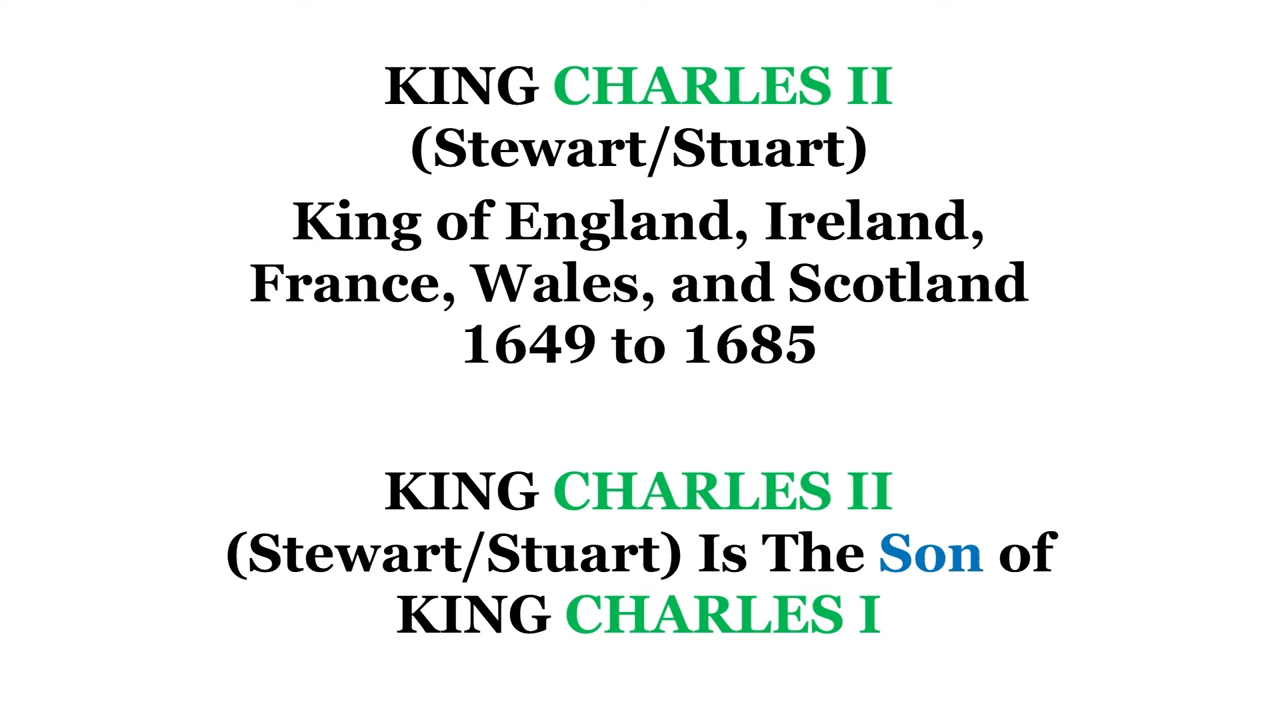 KING CHARLES II
(Stewart/Stuart)
King of England, Ireland,
France, Wales, and Scotland
1649 to 1685
KING CHARLES II
(Stewart/Stuart) Is The Son of
KING CHARLES I